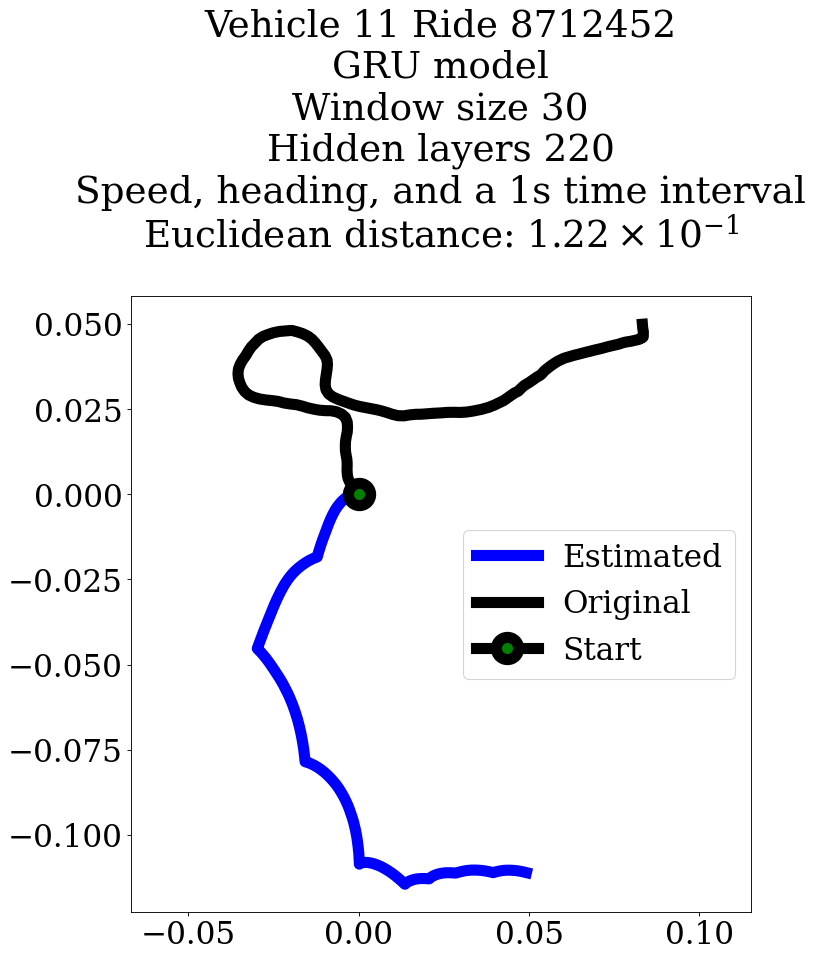 Vehicle 11 Ride 8712452
GRU model
Window size 30
Hidden layers 220
Speed, heading, and a 1s time interval
Euclidean distance: 1.22 × 10⁻¹
0.050
0.025
0.000
−0.025
−0.050
−0.075
−0.100
Estimated
Original
Start
−0.05 0.00 0.05 0.10